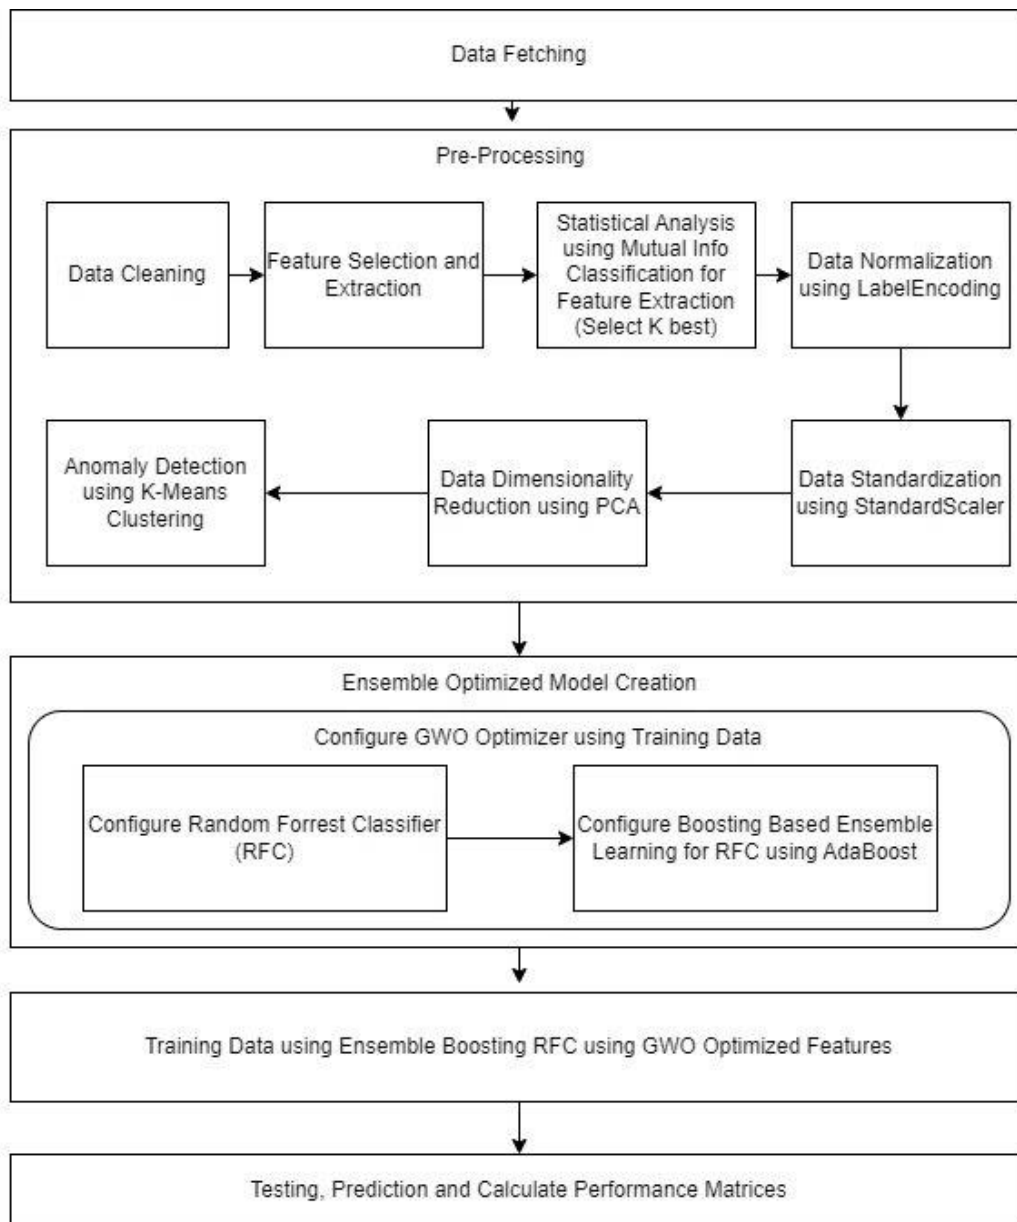 Data Fetching
Pre-Processing
Data Cleaning
Feature Selection and
Extraction
Statistical Analysis
using Mutual Info
Classification for
Feature Extraction
(Select K best)
Data Normalization
using LabelEncoding
Anomaly Detection
using K-Means
Clustering
Data Dimensionality
Reduction using PCA
Data Standardization
using StandardScaler
Ensemble Optimized Model Creation
Configure GWO Optimizer using Training Data
Configure Random Forrest Classifier
(RFC)
Configure Boosting Based Ensemble
Learning for RFC using AdaBoost
Training Data using Ensemble Boosting RFC using GWO Optimized Features
Testing, Prediction and Calculate Performance Matrices